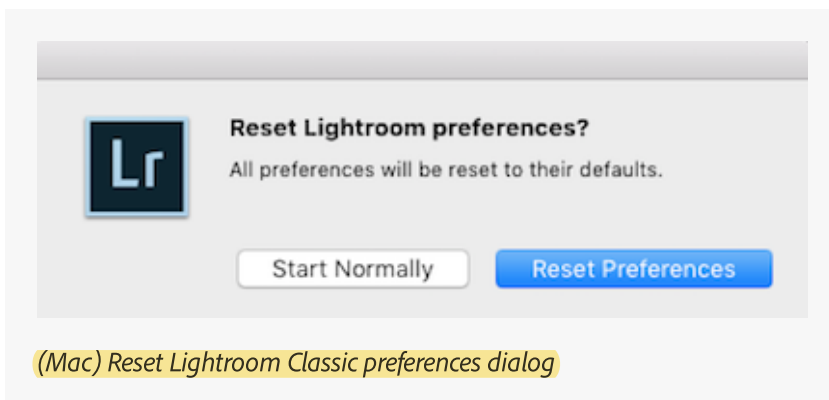 Lr
Reset Lightroom preferences?
All preferences will be reset to their defaults.
Start Normally
Reset Preferences
(Mac) Reset Lightroom Classic preferences dialog